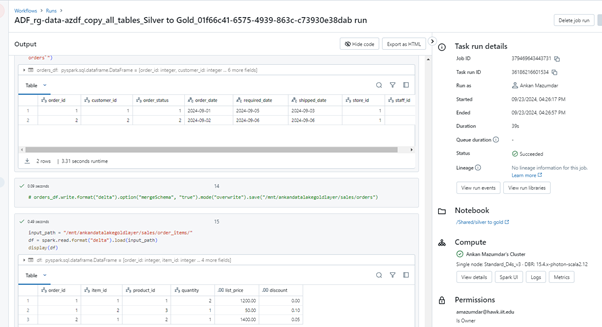 Workflows > Runs >
ADF_rg-data-azdf_copy_all_tables_Silver to Gold_01f66c41-6575-4939-863c-c73930e38dab run
Delete job run
Output
Hide code
Export as HTML
orders`")
orders_df: pyspark.sql.dataframe.DataFrame = [order_id: integer, customer_id: integer ... 6 more fields]
Table
order_id customer_id order_status order_date required_date shipped_date store_id staff_id
1 1 1 1 2024-09-01 2024-09-05 2024-09-03 1
2 2 2 2 2024-09-02 2024-09-06 2024-09-06 1
2 rows | 3.31 seconds runtime
14
# orders_df.write.format("delta").option("mergeSchema", "true").mode("overwrite").save("/mnt/ankandatalakegoldlayer/sales/orders")
15
input_path = "/mnt/ankandatalakegoldlayer/sales/order_items/"
df = spark.read.format("delta").load(input_path)
display(df)
df: pyspark.sql.dataframe.DataFrame = [order_id: integer, item_id: integer ... 4 more fields]
Table
order_id item_id product_id quantity list_price discount
1 1 1 1 2 1200.00 0.00
2 1 2 3 1 50.00 0.10
3 2 1 2 1 1400.00 0.05
Task run details
Job ID 379469643443731
Task run ID 36186216601534
Run as Ankan Mazumdar
Started 09/23/2024, 04:26:17 PM
Ended 09/23/2024, 04:26:57 PM
Duration 39s
Queue duration -
Status Succeeded
Lineage No lineage information for this job.
Learn more
View run events
View run libraries
Notebook
/Shared/silver to gold
Compute
Ankan Mazumdar's Cluster
Single node: Standard_D4s_v3 · DBR: 15.4.x-photon-scala2.12
View details
Spark UI
Logs
Metrics
Permissions
amazumdar@hawk.iit.edu
Is Owner